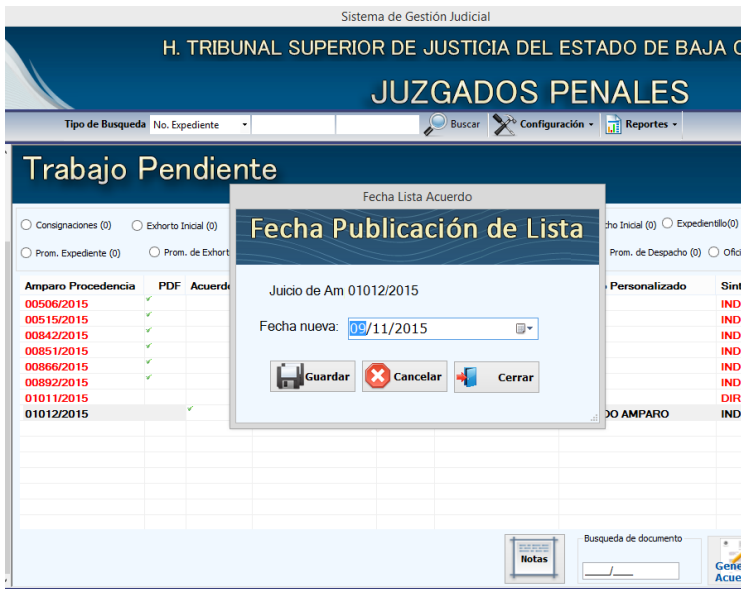 Sistema de Gestión Judicial
H. TRIBUNAL SUPERIOR DE JUSTICIA DEL ESTADO DE BAJA
JUZGADOS PENALES
Tipo de Busqueda No. Expediente Buscar Configuración Reportes
Trabajo Pendiente
Consignaciones (0) Exhorto Inicial (0) Inicial (0) Expedientillo(0)
Prom. Expediente (0) Prom. de Exhort Prom. de Despacho (0) Ofici
Fecha Lista Acuerdo
Fecha Publicación de Lista
Juicio de Am 01012/2015
Fecha nueva: 09/11/2015
Guardar Cancelar Cerrar
Amparo Procedencia PDF Acuerd Personalizado Sint
00506/2015 IND
00515/2015 IND
00842/2015 IND
00851/2015 IND
00866/2015 IND
00892/2015 IND
01011/2015 DIR
01012/2015 DO AMPARO IND
Notas
Busqueda de documento
____/____
Gene
Acue